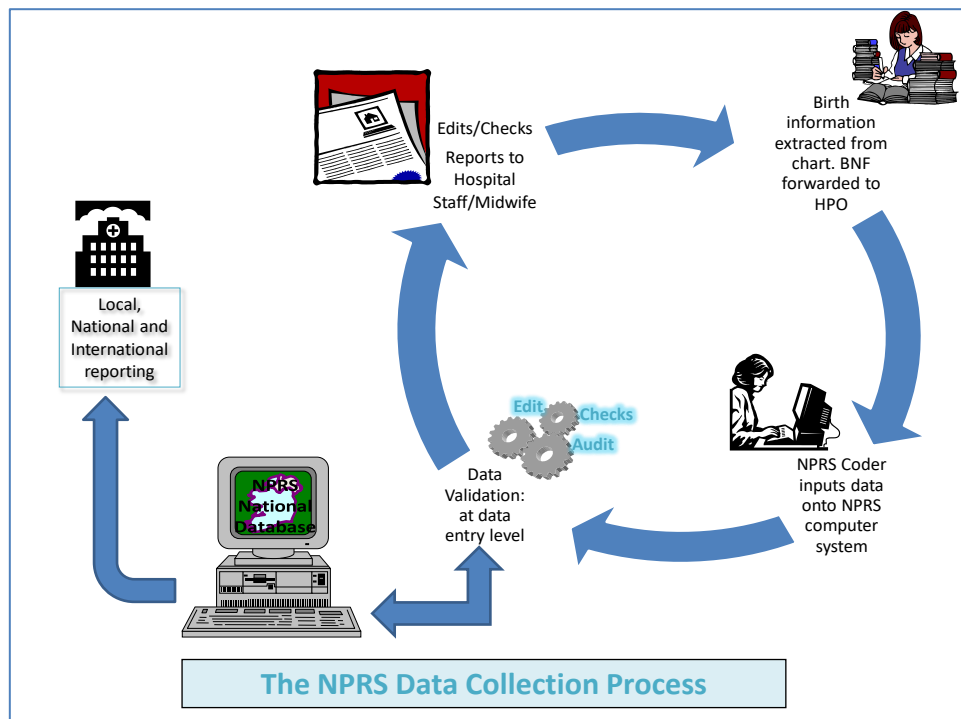 Edits/Checks
Reports to
Hospital
Staff/Midwife
Birth
information
extracted from
chart. BNF
forwarded to
HPO
NPRS Coder
inputs data
onto NPRS
computer
system
Edit
Checks
Audit
Data
Validation:
at data
entry level
NPRS
National
Database
Local,
National and
International
reporting
The NPRS Data Collection Process